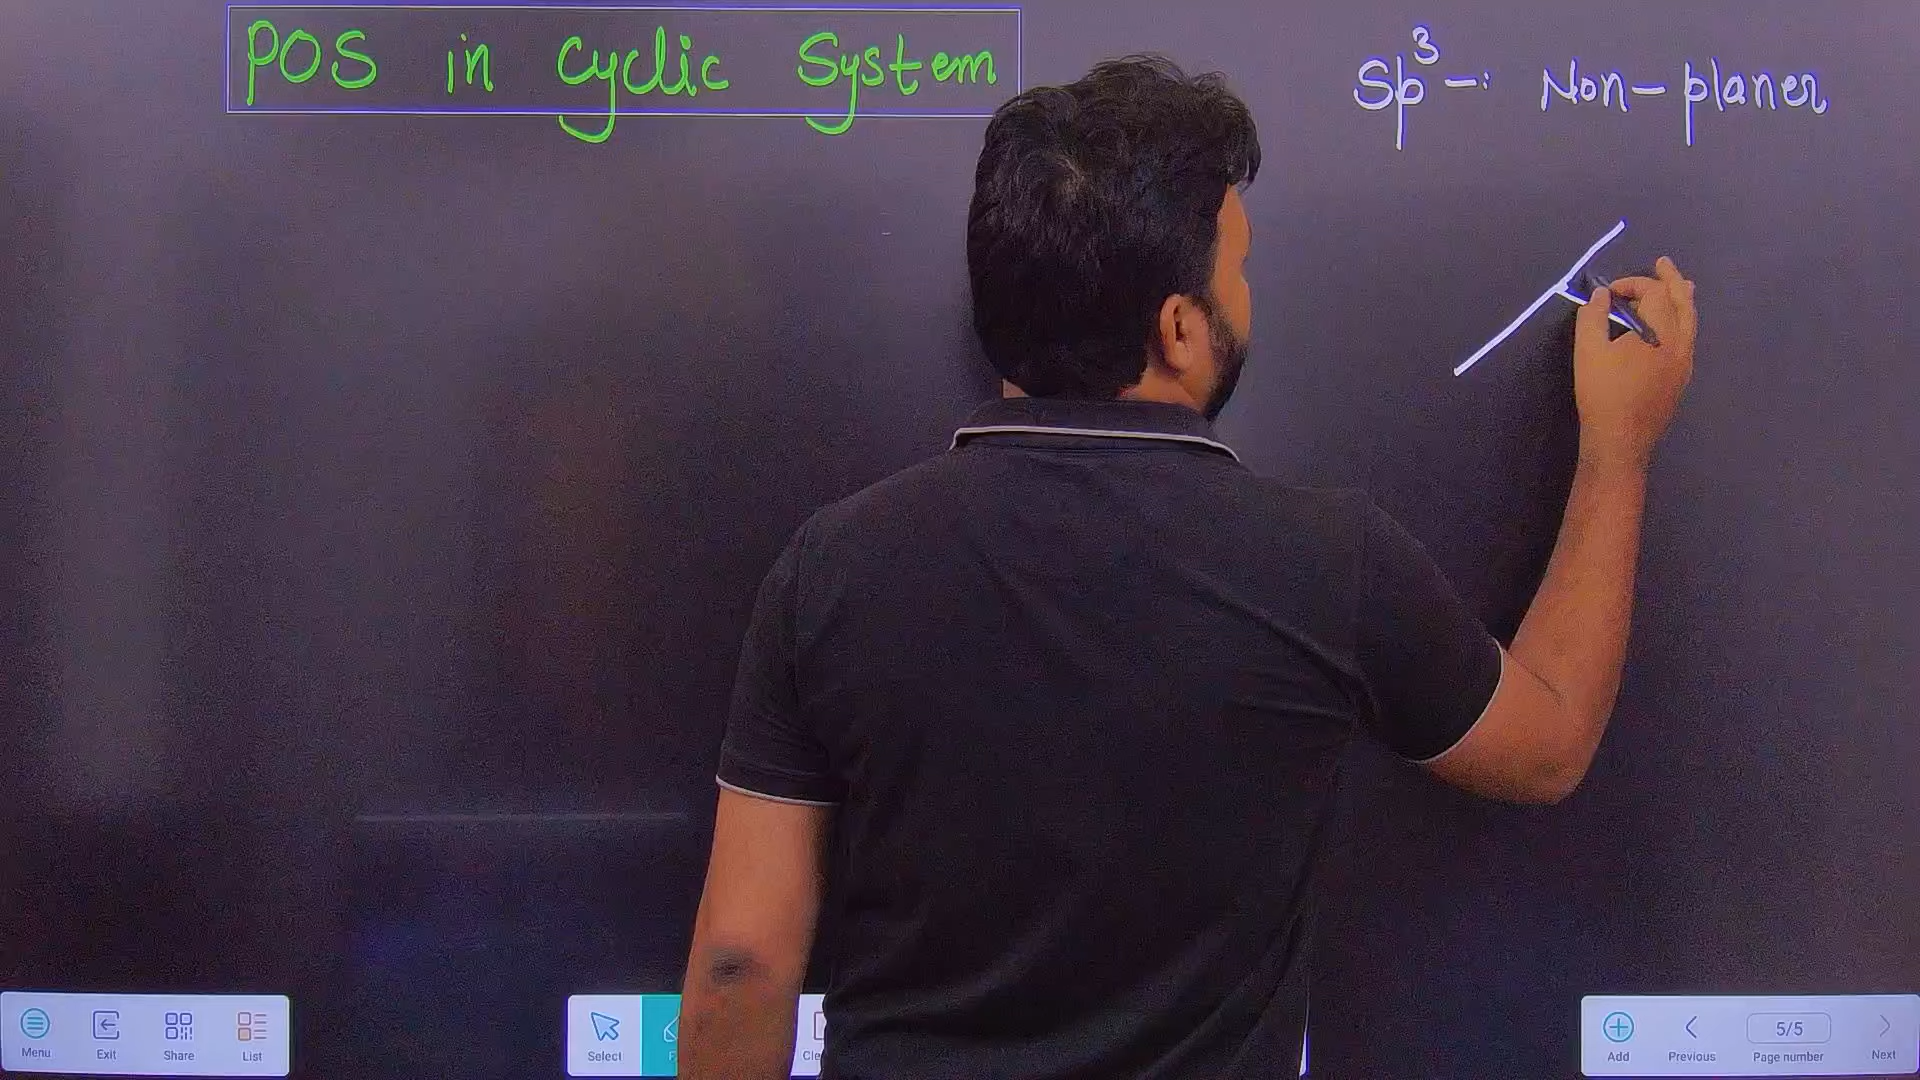 POS in Cyclic System
Sp³ -: Non-planer
Menu
Exit
Share
List
Select
5/5
Add
Previous
Page number
Next